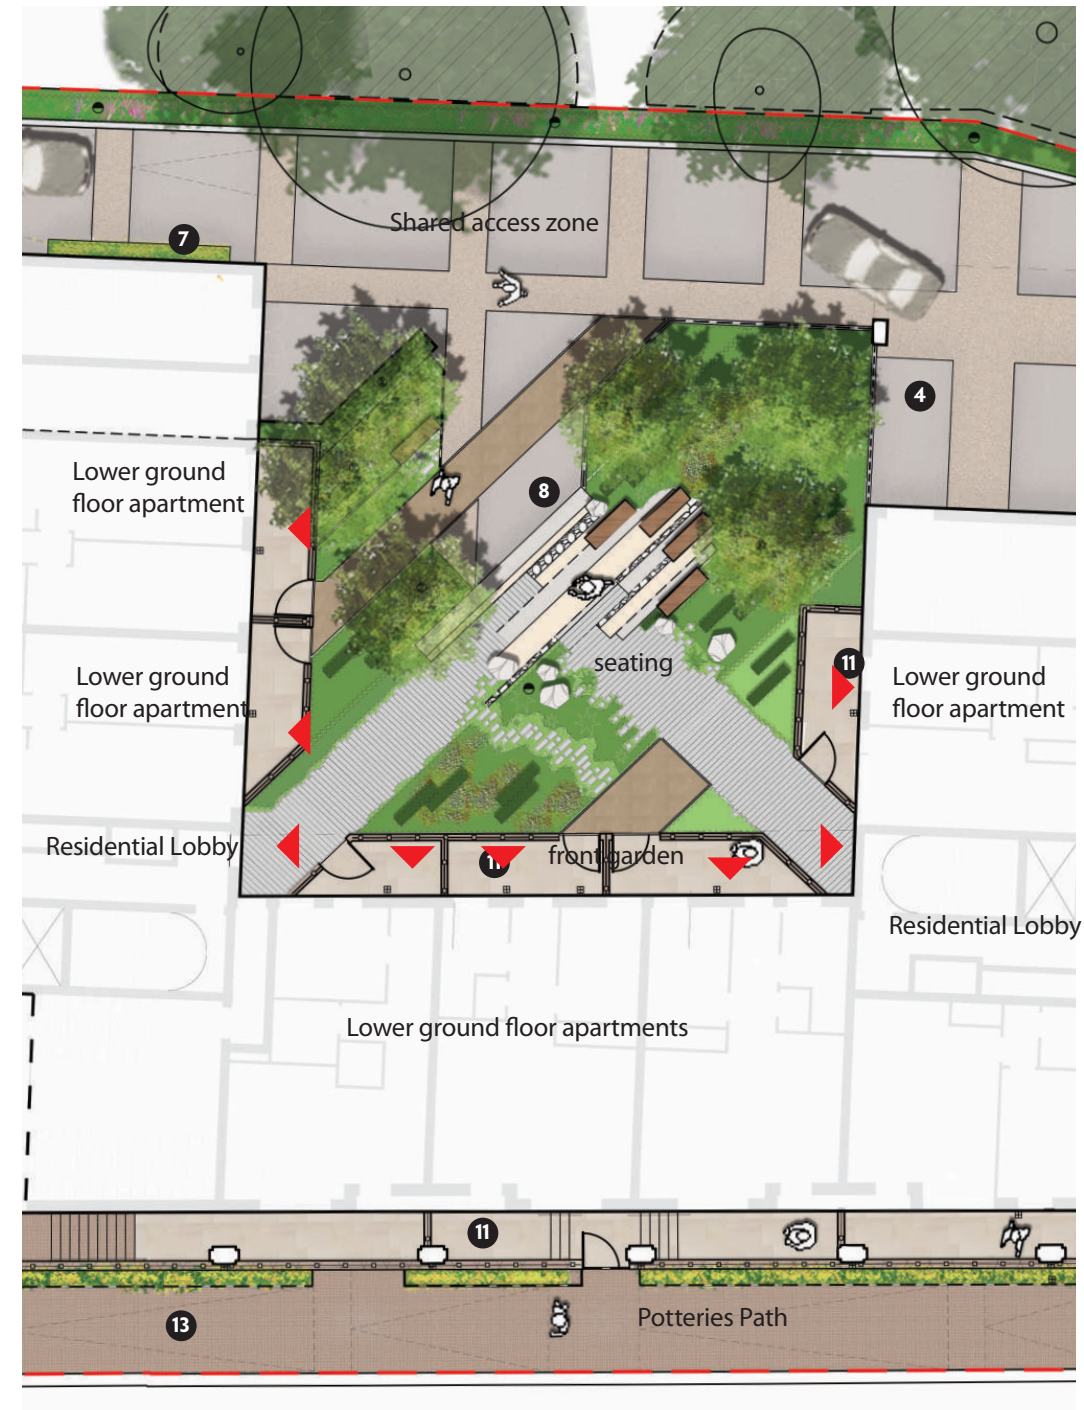 Shared access zone
7
4
Lower ground
floor apartment
8
Lower ground
floor apartment
seating
11
Lower ground
floor apartment
Residential Lobby
front garden
11
Residential Lobby
Lower ground floor apartments
11
13
Potteries Path